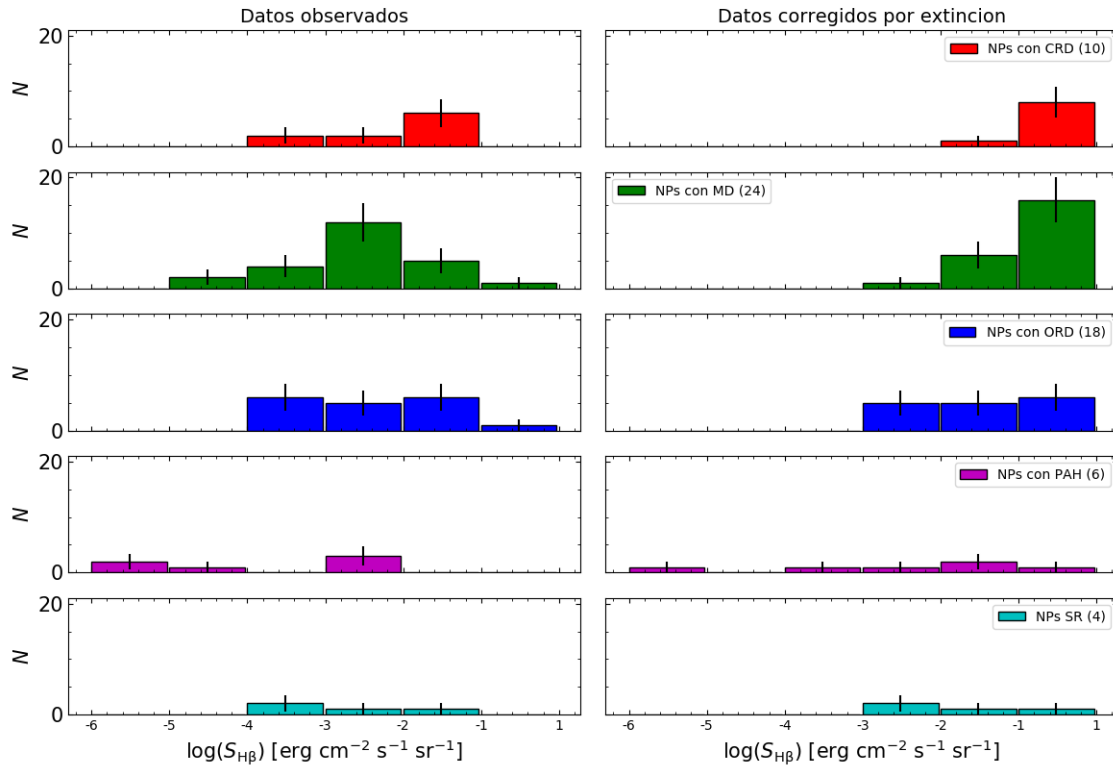 Datos observados
Datos corregidos por extincion
20
0
N
NPs con CRD (10)
20
0
N
NPs con MD (24)
20
0
N
NPs con ORD (18)
20
0
N
NPs con PAH (6)
20
0
N
NPs SR (4)
-6 -5 -4 -3 -2 -1 1
-6 -5 -4 -3 -2 -1 1
log(S_Hβ) [erg cm⁻² s⁻¹ sr⁻¹]
log(S_Hβ) [erg cm⁻² s⁻¹ sr⁻¹]